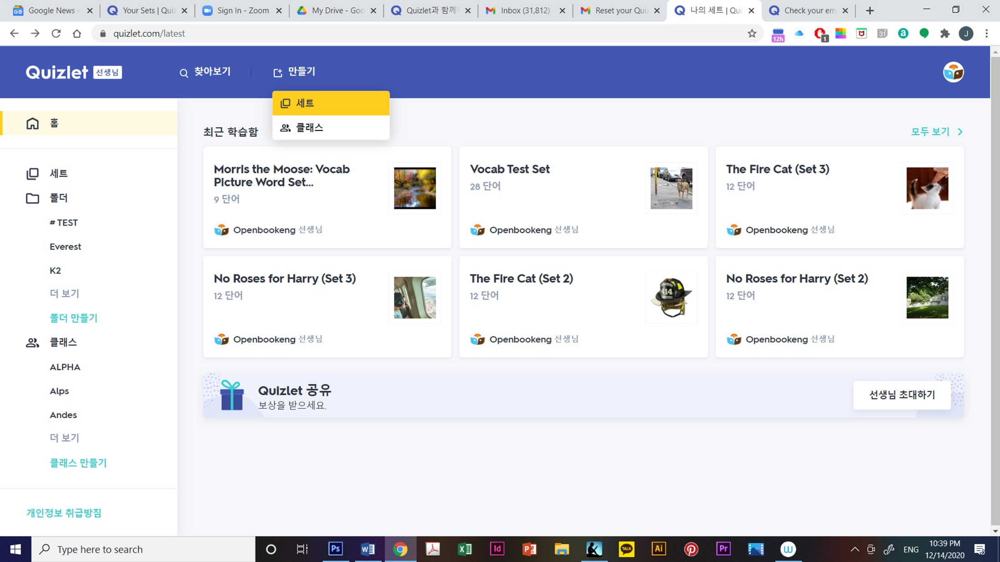 Google News -
Your Sets | Quiz
Sign In - Zoom
My Drive - Goo
Quizlet과 함께
Inbox (31,812)
Reset your Quiz
나의 세트 | Qui
Check your em
quizlet.com/latest
12h
1
31
a
J
Quizlet 선생님
찾아보기
만들기
세트
클래스
홈
세트
폴더
# TEST
Everest
K2
더 보기
폴더 만들기
클래스
ALPHA
Alps
Andes
더 보기
클래스 만들기
개인정보 취급방침
최근 학습함
모두 보기
Morris the Moose: Vocab
Picture Word Set...
9 단어
Openbookeng 선생님
Vocab Test Set
28 단어
Openbookeng 선생님
The Fire Cat (Set 3)
12 단어
Openbookeng 선생님
No Roses for Harry (Set 3)
12 단어
Openbookeng 선생님
The Fire Cat (Set 2)
12 단어
414
Openbookeng 선생님
No Roses for Harry (Set 2)
12 단어
Openbookeng 선생님
Quizlet 공유
보상을 받으세요.
선생님 초대하기
Type here to search
Ps
Id
TALK
Ai
Pr
ENG
10:39 PM
12/14/2020